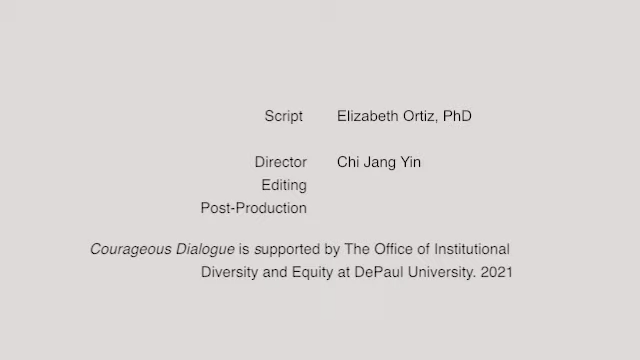 Script Elizabeth Ortiz, PhD
Director Chi Jang Yin
Editing
Post-Production
Courageous Dialogue is supported by The Office of Institutional
Diversity and Equity at DePaul University. 2021